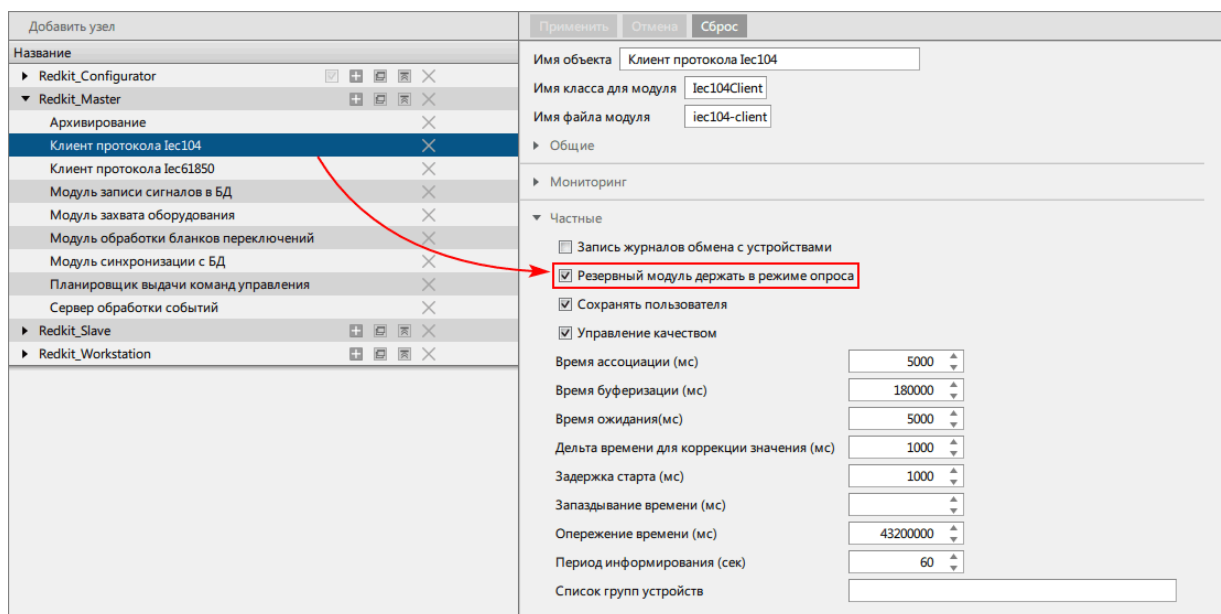 Добавить узел
Название
Redkit_Configurator
Redkit_Master
Архивирование
Клиент протокола Iec104
Клиент протокола Iec61850
Модуль записи сигналов в БД
Модуль захвата оборудования
Модуль обработки бланков переключений
Модуль синхронизации с БД
Планировщик выдачи команд управления
Сервер обработки событий
Redkit_Slave
Redkit_Workstation
Применить Отмена Сброс
Имя объекта Клиент протокола Iec104
Имя класса для модуля Iec104Client
Имя файла модуля iec104-client
Общие
Мониторинг
Частные
Запись журналов обмена с устройствами
Резервный модуль держать в режиме опроса
Сохранять пользователя
Управление качеством
Время ассоциации (мс) 5000
Время буферизации (мс) 180000
Время ожидания(мс) 5000
Дельта времени для коррекции значения (мс) 1000
Задержка старта (мс) 1000
Запаздывание времени (мс)
Опережение времени (мс) 43200000
Период информирования (сек) 60
Список групп устройств